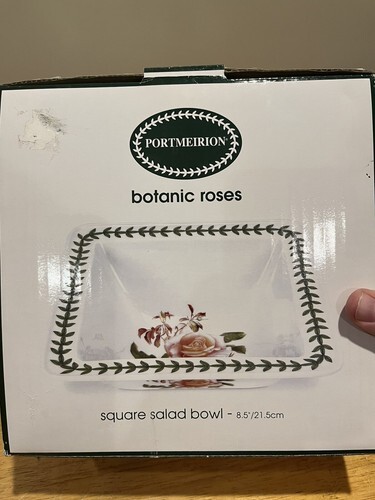 PORTMEIRION®
botanic roses
square salad bowl - 8.5"/21.5cm